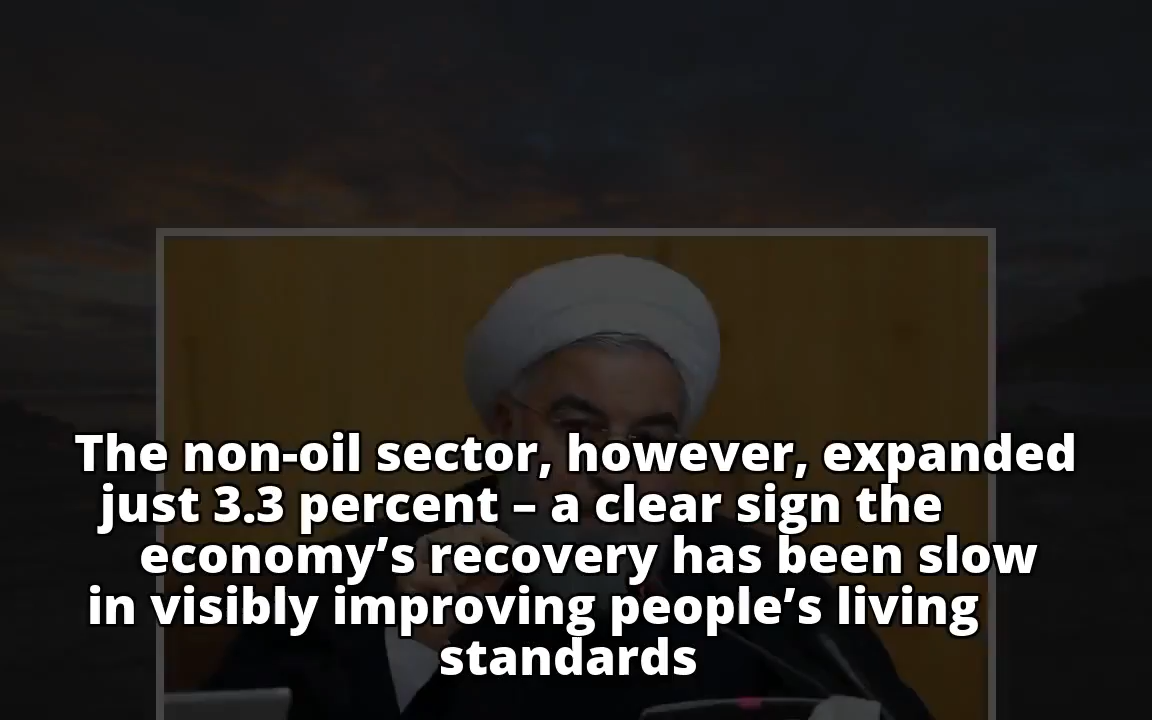 The non-oil sector, however, expanded
just 3.3 percent – a clear sign the
economy’s recovery has been slow
in visibly improving people’s living
standards